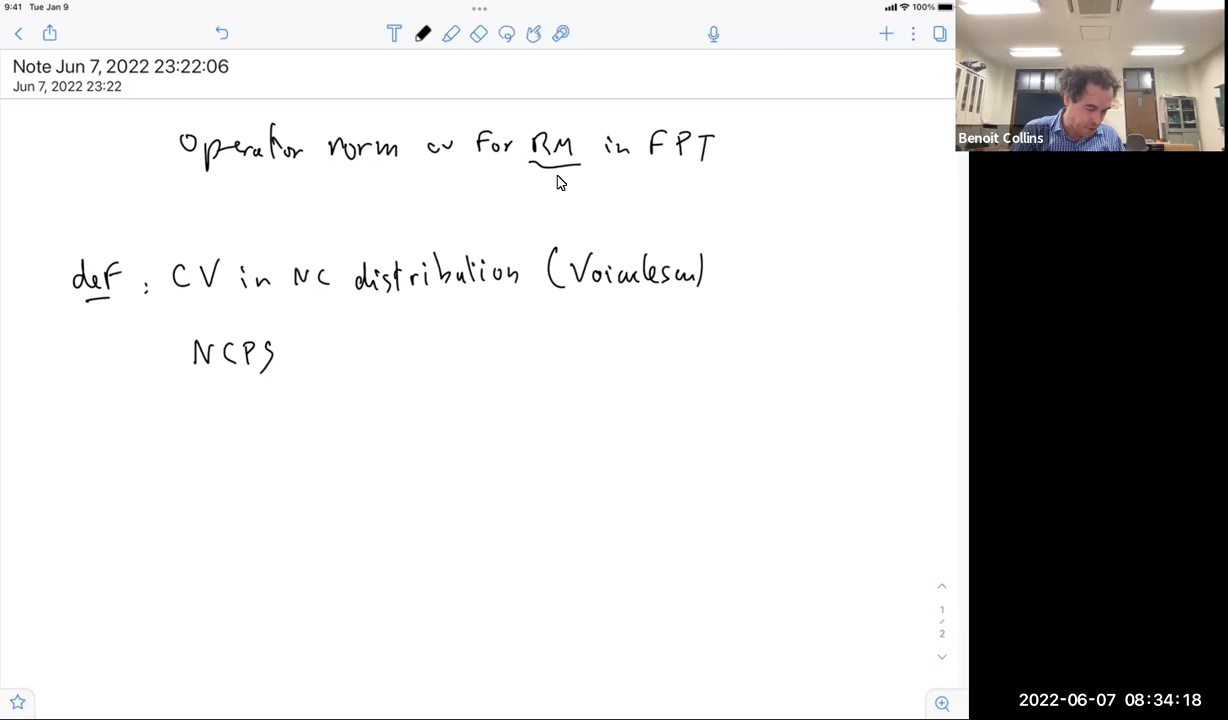 9:41 Tue Jan 9
100%
T
Note Jun 7, 2022 23:22:06
Jun 7, 2022 23:22
Benoit Collins
Operator norm cv for RM in FPT
def : CV in NC distribution (Voiculescu)
NCPS
1
2
2022-06-07 08:34:18